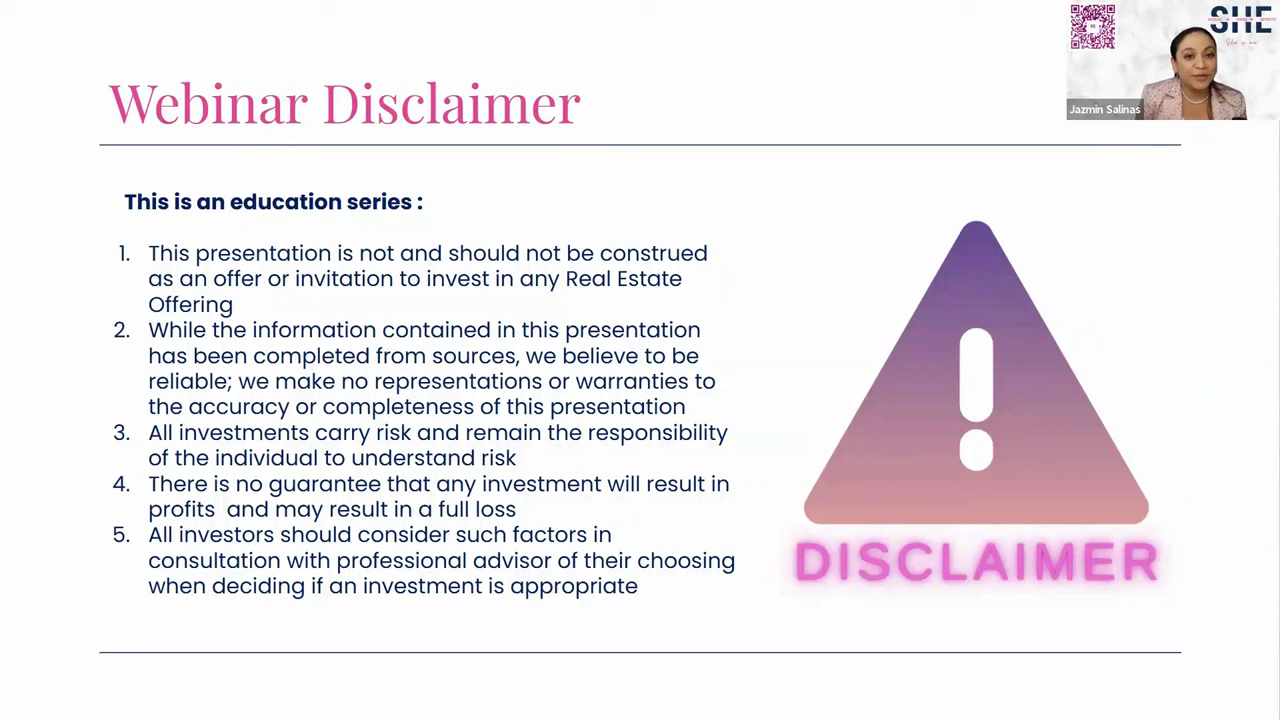 Webinar Disclaimer
SHE
She is me
Jazmin Salinas
This is an education series :
1. This presentation is not and should not be construed
as an offer or invitation to invest in any Real Estate
Offering
2. While the information contained in this presentation
has been completed from sources, we believe to be
reliable; we make no representations or warranties to
the accuracy or completeness of this presentation
3. All investments carry risk and remain the responsibility
of the individual to understand risk
4. There is no guarantee that any investment will result in
profits  and may result in a full loss
5. All investors should consider such factors in
consultation with professional advisor of their choosing
when deciding if an investment is appropriate
DISCLAIMER